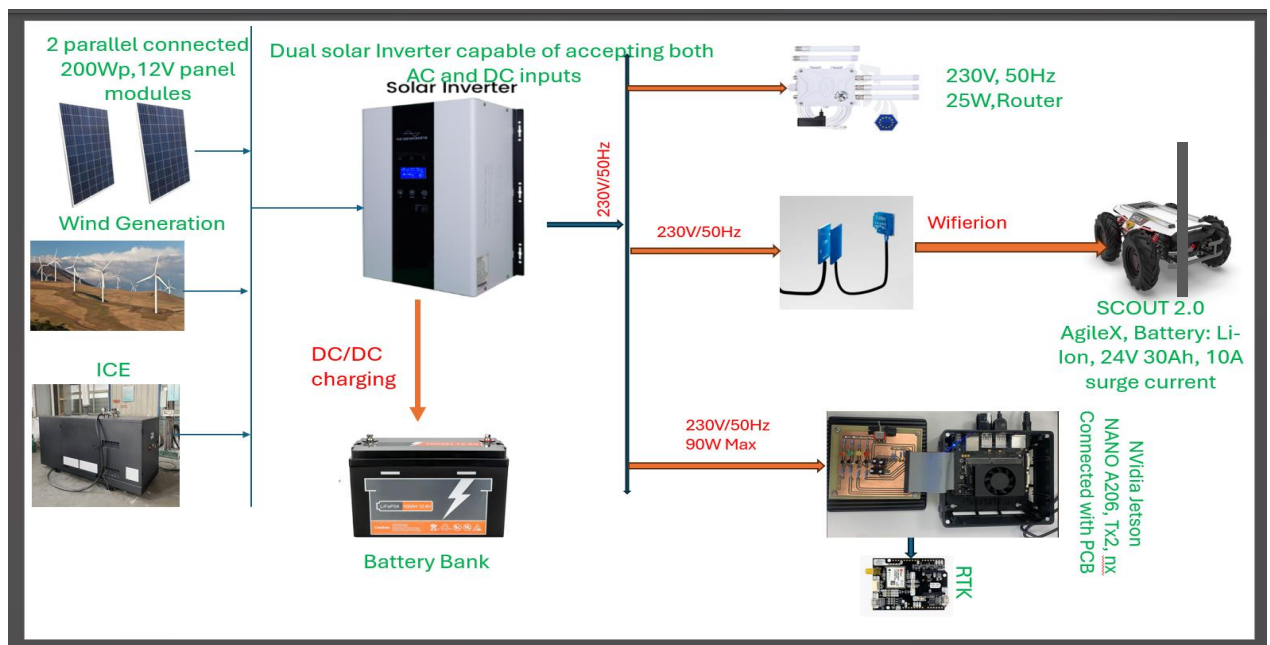 2 parallel connected
200Wp,12V panel
modules
Dual solar Inverter capable of accepting both
AC and DC inputs
Solar Inverter
Wind Generation
ICE
DC/DC
charging
Battery Bank
230V/50Hz
230V, 50Hz
25W,Router
230V/50Hz
Wifierion
SCOUT 2.0
AgileX, Battery: Li-
Ion, 24V 30Ah, 10A
surge current
230V/50Hz
90W Max
NVidia Jetson
NANO A206, Tx2, nx
Connected with PCB
RTK